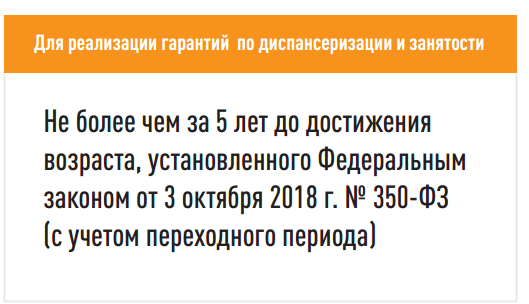 Для реализации гарантий по диспансеризации и занятости
Не более чем за 5 лет до достижения
возраста, установленного Федеральным
законом от 3 октября 2018 г. № 350-ФЗ
(с учетом переходного периода)